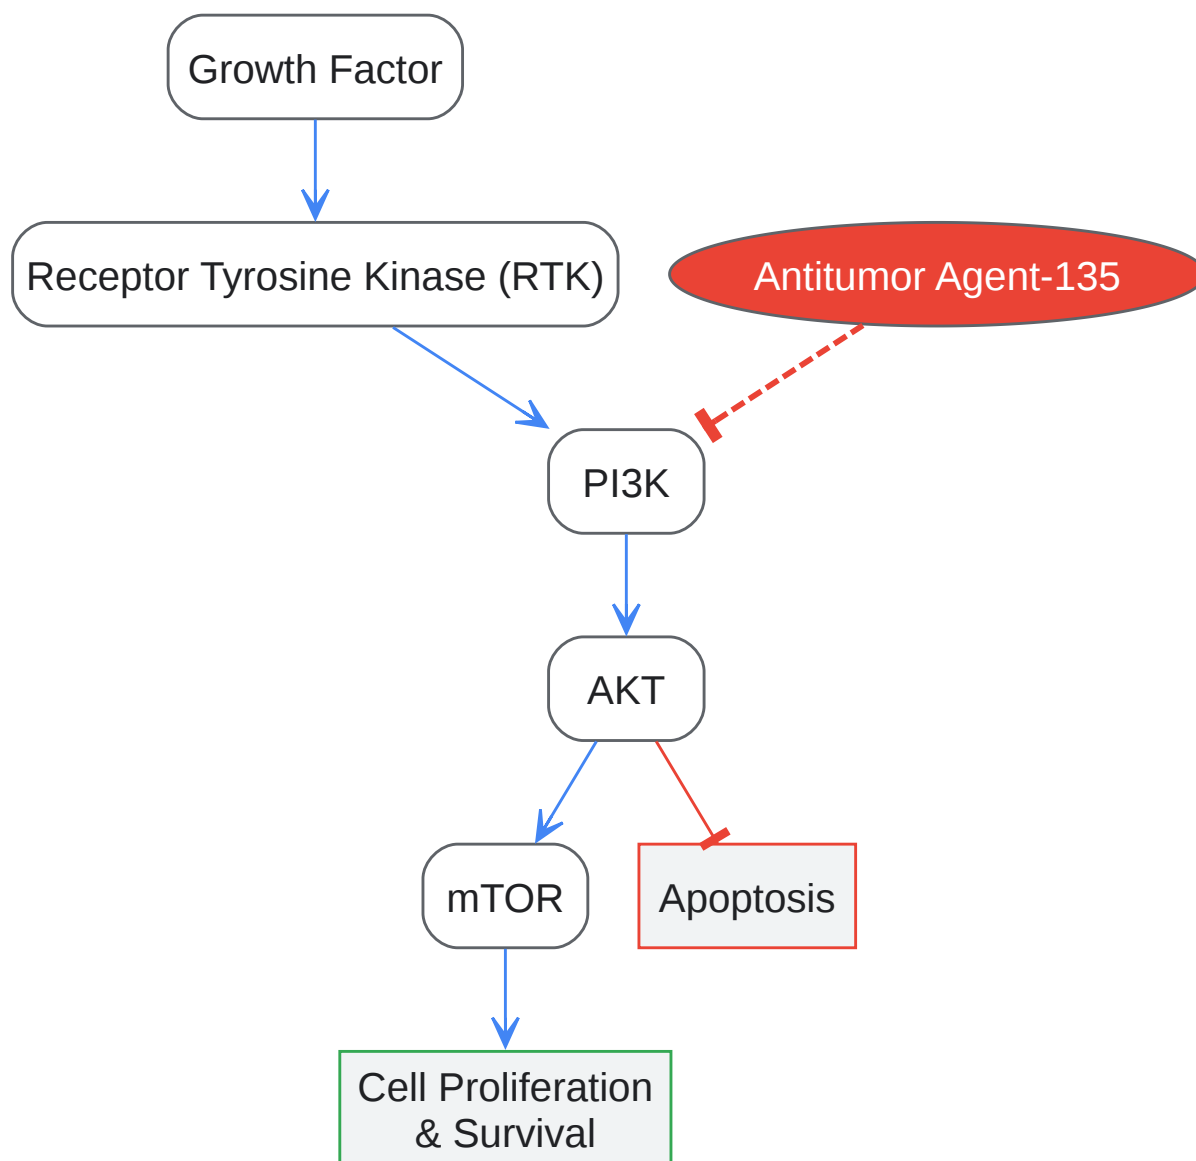 Growth Factor
Receptor Tyrosine Kinase (RTK)
Antitumor Agent-135
PI3K
AKT
mTOR
Apoptosis
Cell Proliferation
& Survival